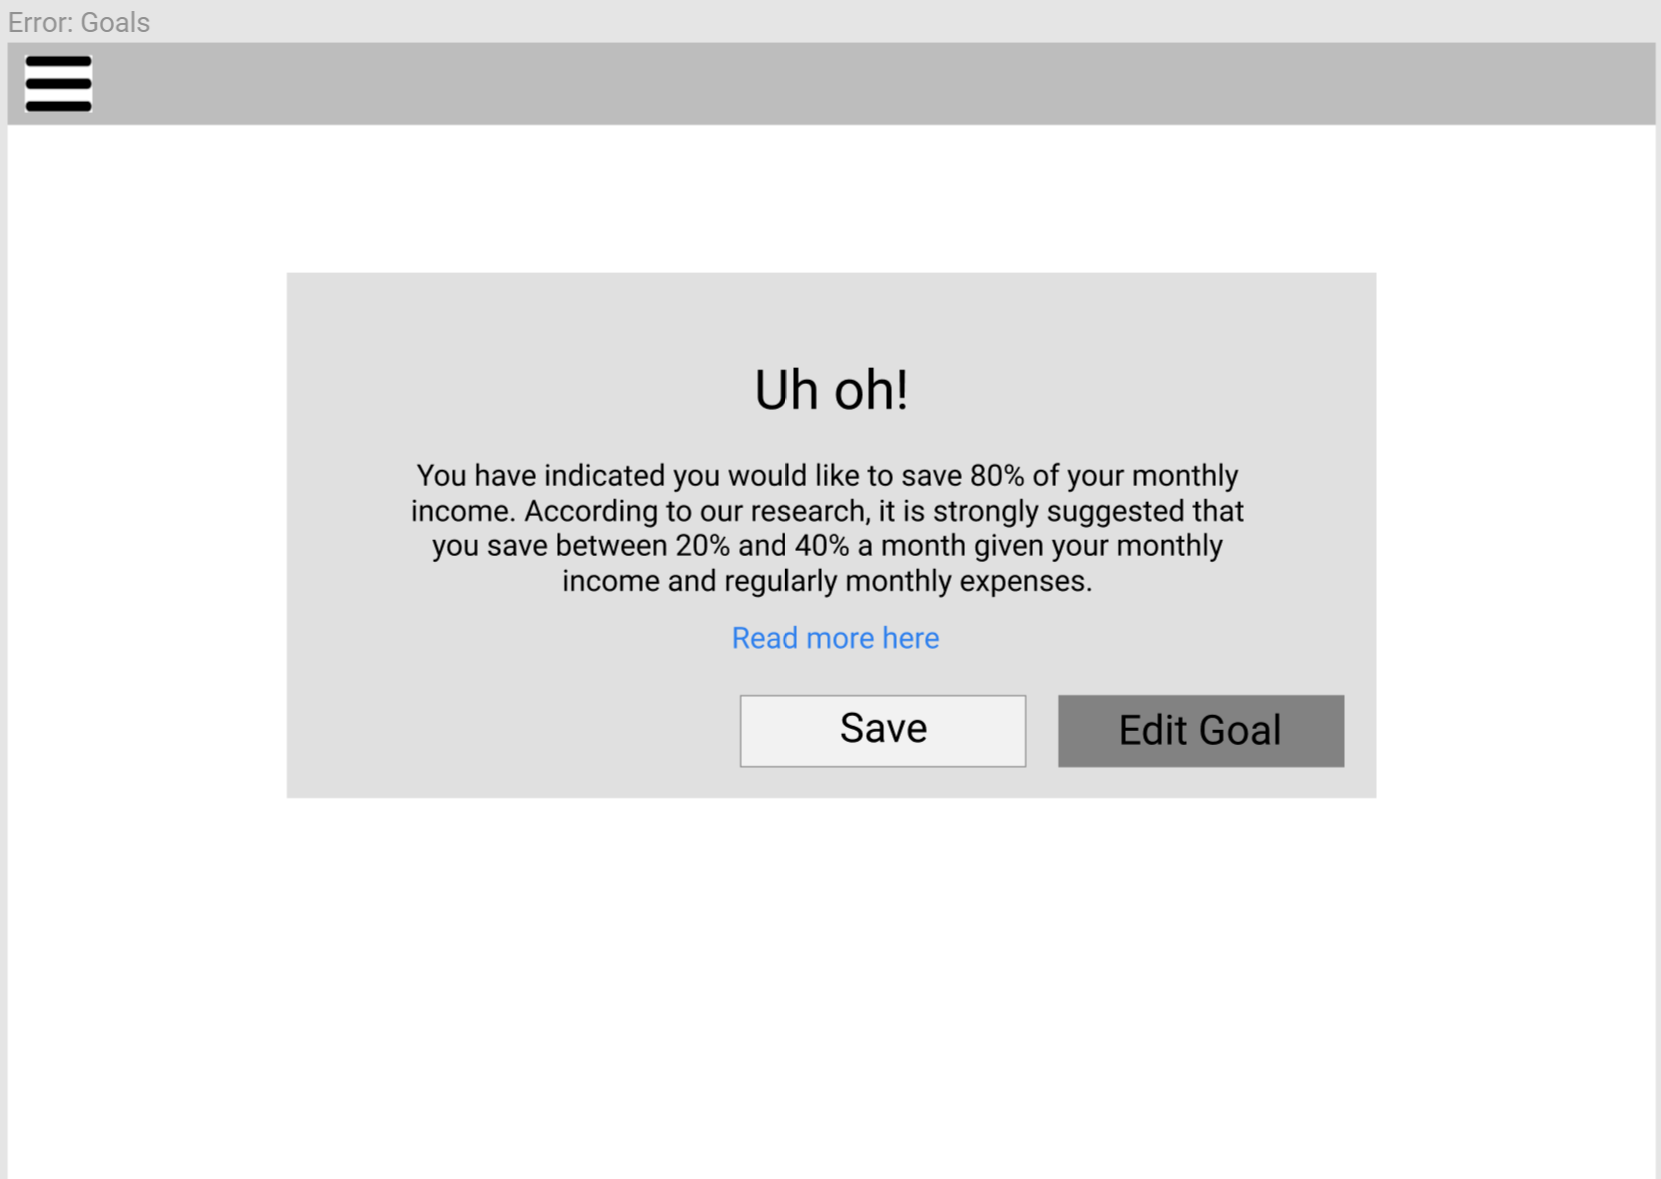 Error: Goals
Uh oh!
You have indicated you would like to save 80% of your monthly
income. According to our research, it is strongly suggested that
you save between 20% and 40% a month given your monthly
income and regularly monthly expenses.
Read more here
Save
Edit Goal